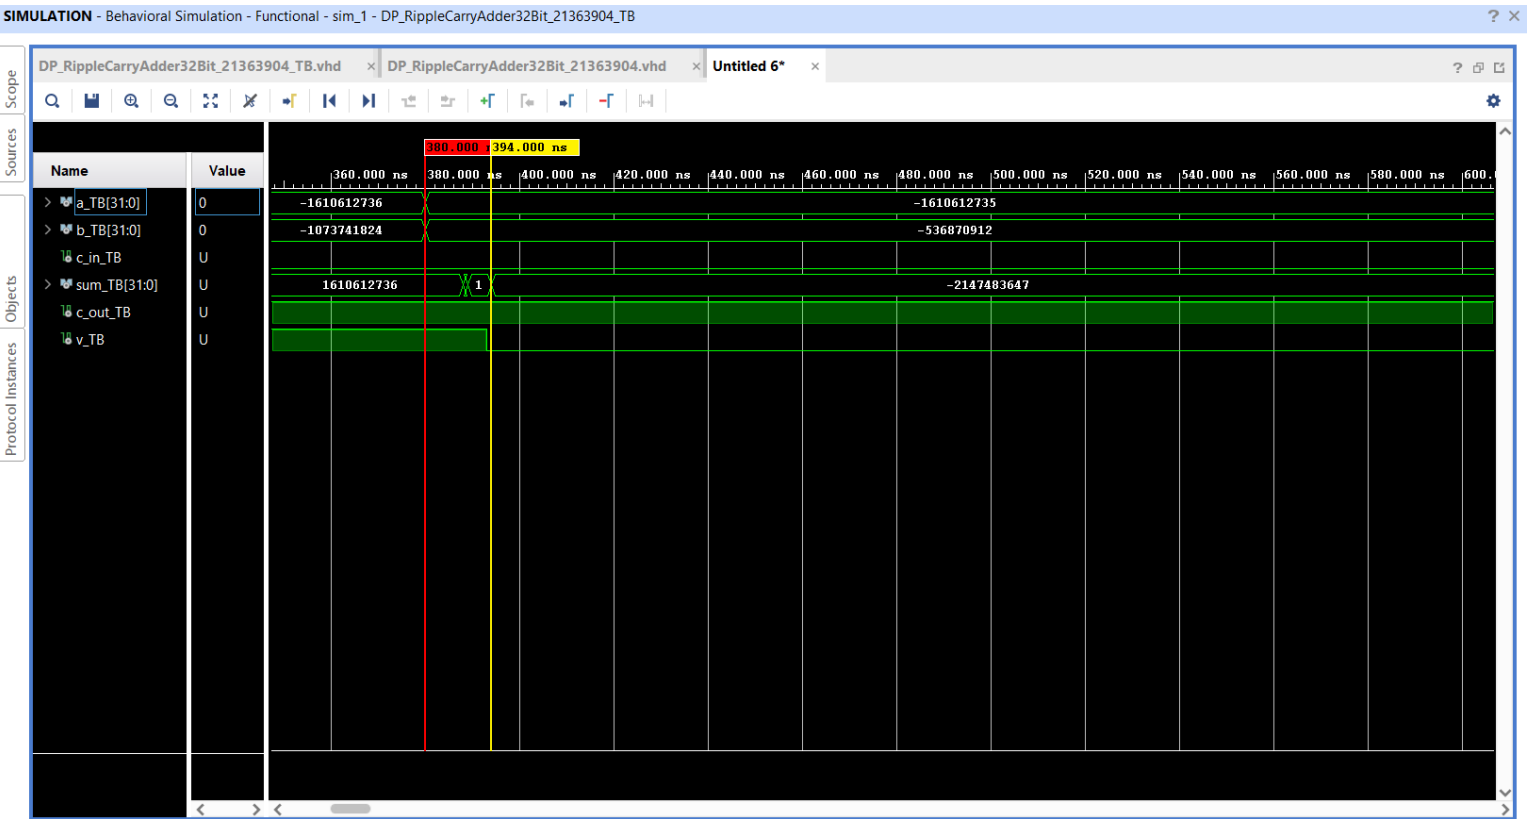 SIMULATION - Behavioral Simulation - Functional - sim_1 - DP_RippleCarryAdder32Bit_21363904_TB
DP_RippleCarryAdder32Bit_21363904_TB.vhd DP_RippleCarryAdder32Bit_21363904.vhd Untitled 6*
Scope
Sources
Objects
Protocol Instances
380.000 394.000 ns
Name Value
360.000 ns 380.000 ns 400.000 ns 420.000 ns 440.000 ns 460.000 ns 480.000 ns 500.000 ns 520.000 ns 540.000 ns 560.000 ns 580.000 ns 600.
a_TB[31:0] 0 -1610612736 -1610612735
b_TB[31:0] 0 -1073741824 -536870912
c_in_TB U
sum_TB[31:0] U 1610612736 1 -2147483647
c_out_TB U
v_TB U